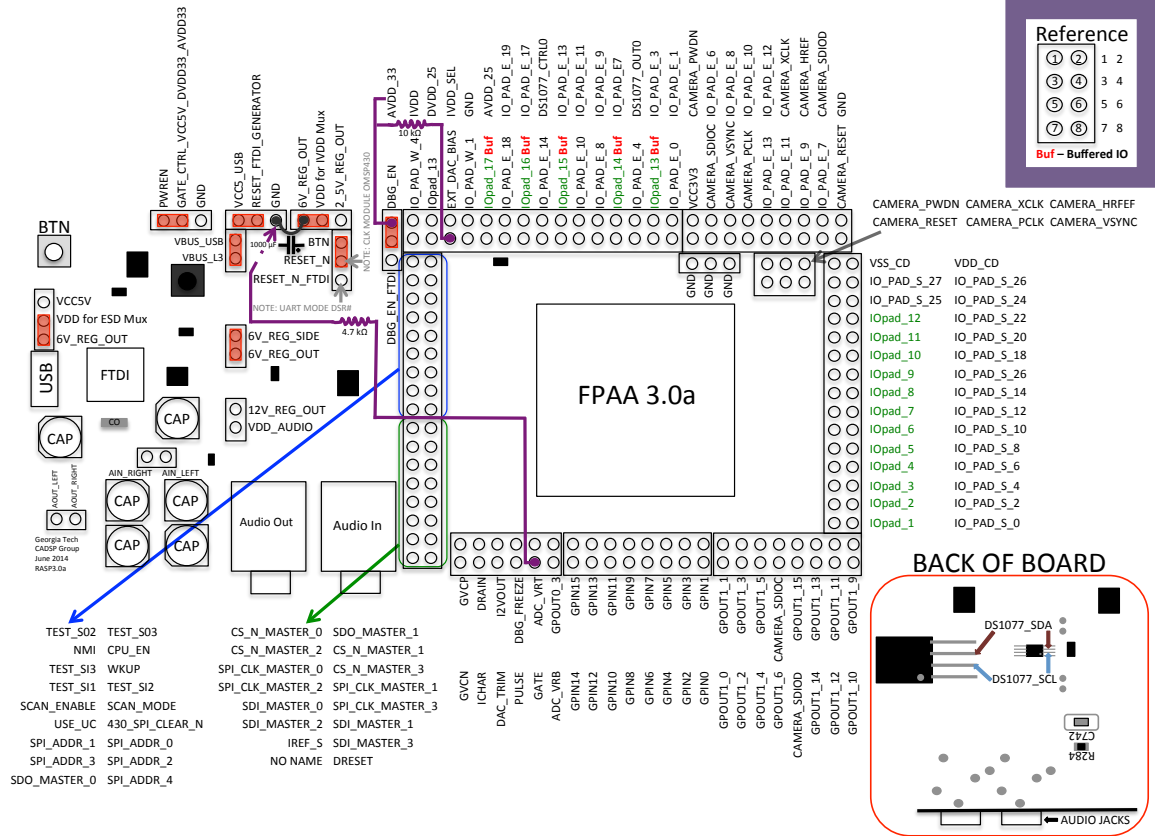 Reference
1 2 1 2
3 4 3 4
5 6 5 6
7 8 7 8
Buf – Buffered IO
PWREN
GATE_CTRL_VCC5V_DVDD33_AVDD33
GND
VCC5_USB
RESET_FTDI_GENERATOR
GND
6V_REG_OUT
VDD for IVDD Mux
2_5V_REG_OUT
AVDD_33
IVDD
DVDD_25
IVDD_SEL
GND
AVDD_25
IO_PAD_E_19
IO_PAD_E_17
DS1077_CTRL0
IO_PAD_E_13
IO_PAD_E_11
IO_PAD_E_9
IO_PAD_E7
DS1077_OUT0
IO_PAD_E_3
IO_PAD_E_1
CAMERA_PWDN
IO_PAD_E_6
IO_PAD_E_8
IO_PAD_E_10
IO_PAD_E_12
CAMERA_XCLK
CAMERA_HREF
CAMERA_SDIOD
GND
DBG_EN
IO_PAD_W_4
IOpad_13
EXT_DAC_BIAS
IO_PAD_W_1
IOpad_17 Buf
IO_PAD_E_18
IOpad_16 Buf
IO_PAD_E_14
IOpad_15 Buf
IO_PAD_E_10
IO_PAD_E_8
IOpad_14 Buf
IO_PAD_E_4
IOpad_13 Buf
IO_PAD_E_0
VCC3V3
CAMERA_SDIOC
CAMERA_VSYNC
CAMERA_PCLK
IO_PAD_E_13
IO_PAD_E_11
IO_PAD_E_9
IO_PAD_E_7
CAMERA_RESET
10 kΩ
CAMERA_PWDN CAMERA_XCLK CAMERA_HRFEF
CAMERA_RESET CAMERA_PCLK CAMERA_VSYNC
BTN
VBUS_USB
VBUS_L3
1000 µF
BTN
RESET_N
RESET_N_FTDI
NOTE: CLK MODULE OMSP430
NOTE: UART MODE DSR#
DBG_EN_FTDI
4.7 kΩ
GND
GND
GND
VCC5V
VDD for ESD Mux
6V_REG_OUT
6V_REG_SIDE
6V_REG_OUT
USB
FTDI
CO
CAP
CAP
12V_REG_OUT
VDD_AUDIO
AIN_RIGHT
AIN_LEFT
AOUT_LEFT
AOUT_RIGHT
CAP
CAP
CAP
CAP
Audio Out
Audio In
Georgia Tech
CADSP Group
June 2014
RASP3.0a
FPAA 3.0a
VSS_CD VDD_CD
IO_PAD_S_27 IO_PAD_S_26
IO_PAD_S_25 IO_PAD_S_24
IOpad_12 IO_PAD_S_22
IOpad_11 IO_PAD_S_20
IOpad_10 IO_PAD_S_18
IOpad_9 IO_PAD_S_26
IOpad_8 IO_PAD_S_14
IOpad_7 IO_PAD_S_12
IOpad_6 IO_PAD_S_10
IOpad_5 IO_PAD_S_8
IOpad_4 IO_PAD_S_6
IOpad_3 IO_PAD_S_4
IOpad_2 IO_PAD_S_2
IOpad_1 IO_PAD_S_0
GVCP
DRAIN
I2VOUT
DBG_FREEZE
ADC_VRT
GPOUT0_3
GPIN15
GPIN13
GPIN11
GPIN9
GPIN7
GPIN5
GPIN3
GPIN1
GPOUT1_1
GPOUT1_3
GPOUT1_5
CAMERA_SDIOC
GPOUT1_15
GPOUT1_13
GPOUT1_11
GPOUT1_9
GVCN
ICHAR
DAC_TRIM
PULSE
GATE
ADC_VRB
GPIN14
GPIN12
GPIN10
GPIN8
GPIN6
GPIN4
GPIN2
GPIN0
GPOUT1_0
GPOUT1_2
GPOUT1_4
GPOUT1_6
CAMERA_SDIOD
GPOUT1_14
GPOUT1_12
GPOUT1_10
TEST_S02 TEST_S03
NMI CPU_EN
TEST_SI3 WKUP
TEST_SI1 TEST_SI2
SCAN_ENABLE SCAN_MODE
USE_UC 430_SPI_CLEAR_N
SPI_ADDR_1 SPI_ADDR_0
SPI_ADDR_3 SPI_ADDR_2
SDO_MASTER_0 SPI_ADDR_4
CS_N_MASTER_0 SDO_MASTER_1
CS_N_MASTER_2 CS_N_MASTER_1
SPI_CLK_MASTER_0 CS_N_MASTER_3
SPI_CLK_MASTER_2 SPI_CLK_MASTER_1
SDI_MASTER_0 SPI_CLK_MASTER_3
SDI_MASTER_2 SDI_MASTER_1
IREF_S SDI_MASTER_3
NO NAME DRESET
BACK OF BOARD
DS1077_SDA
DS1077_SCL
C742
R284
AUDIO JACKS